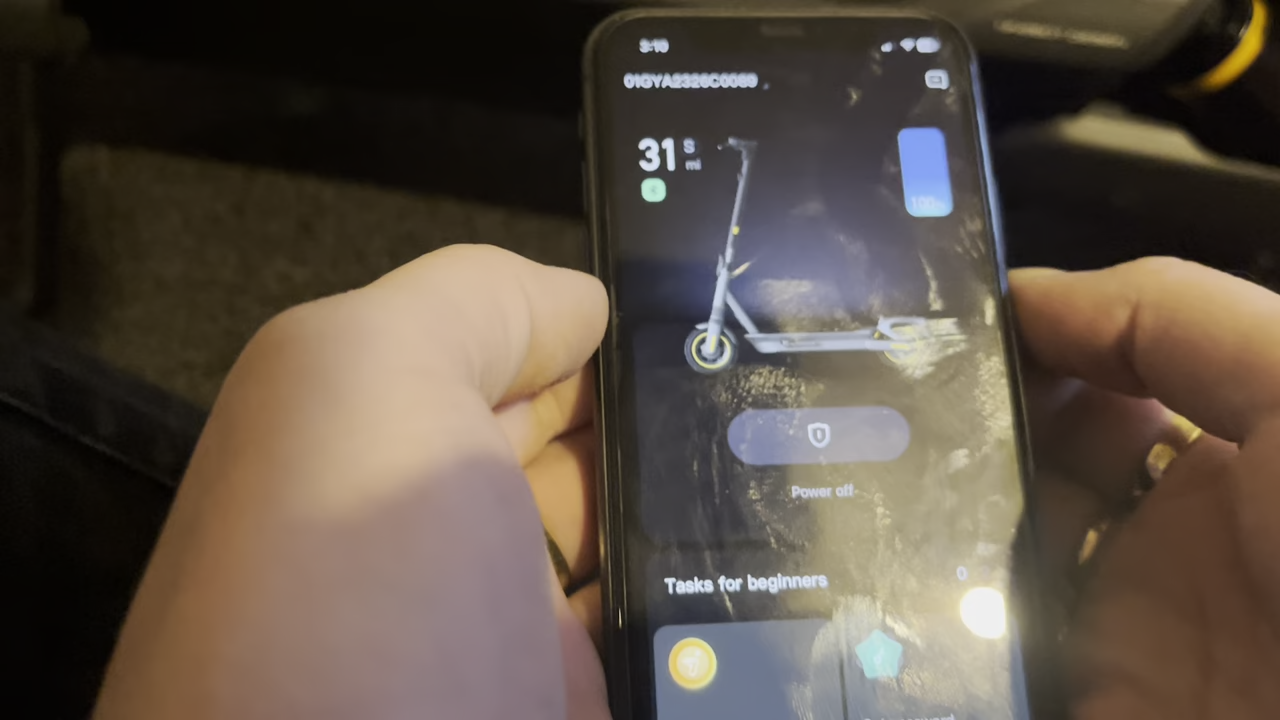 3:10
01GYA2326C0089
31 S
mi
100
Power off
Tasks for beginners
0